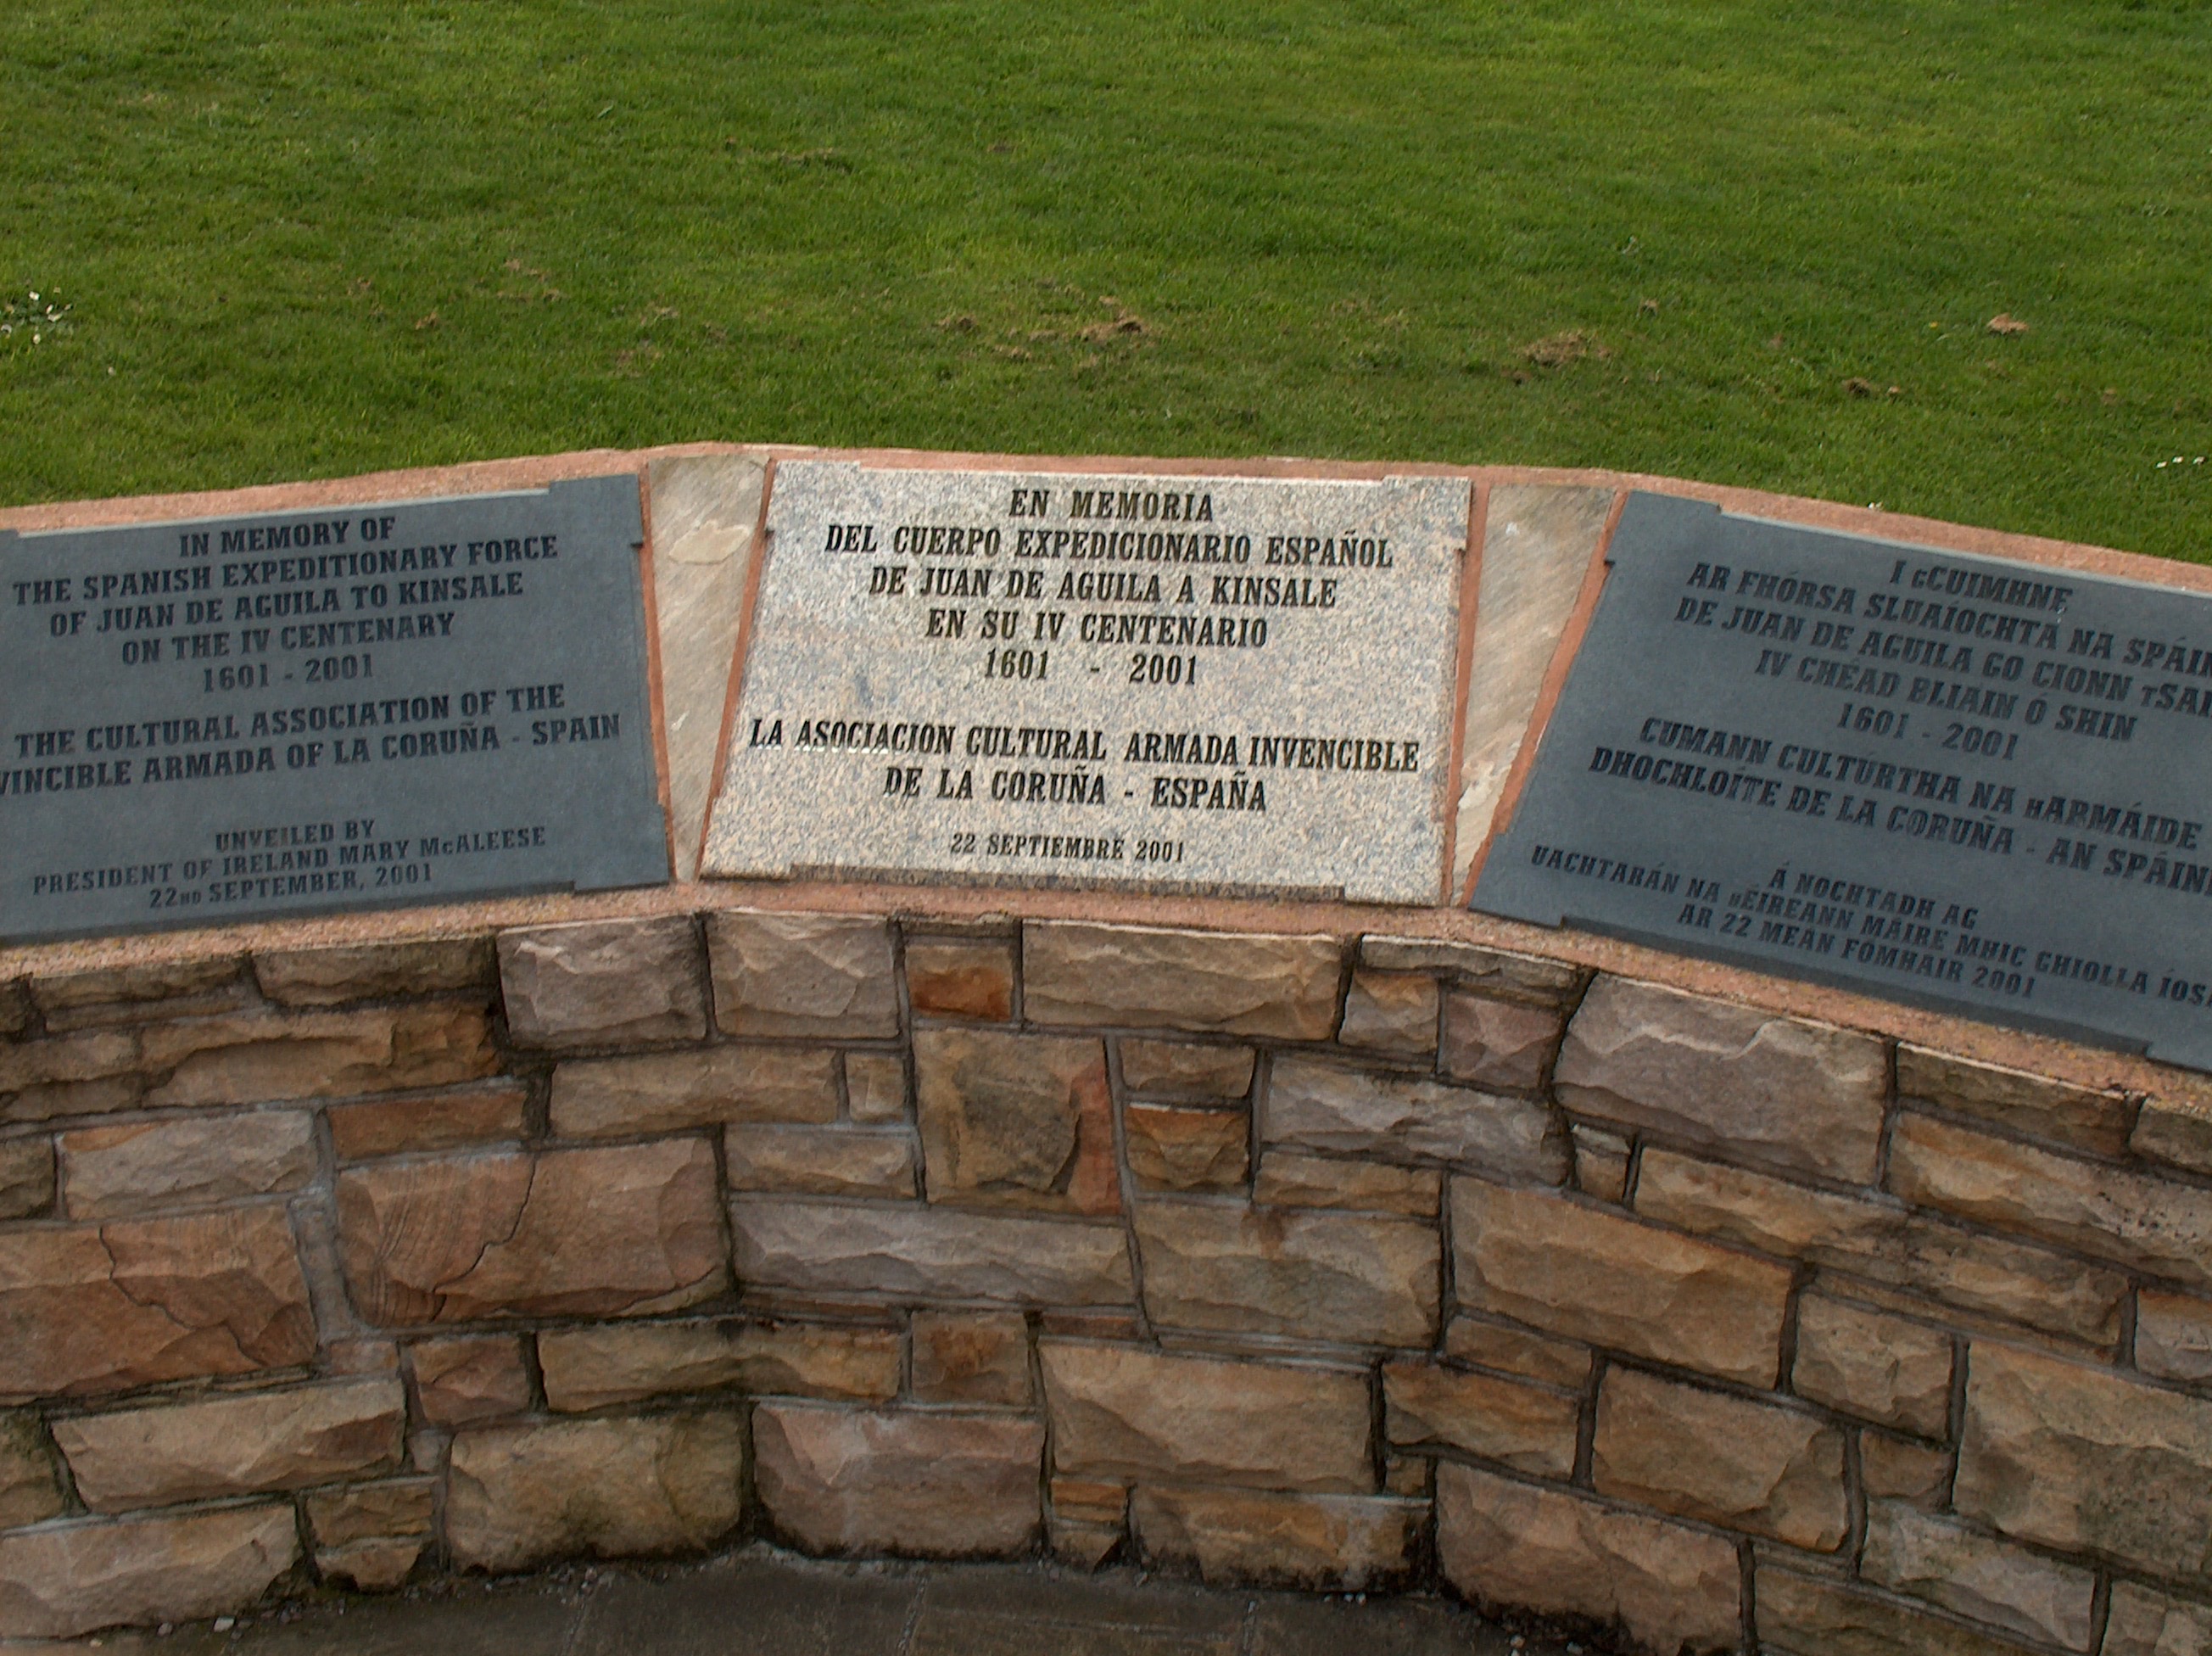 IN MEMORY OF
THE SPANISH EXPEDITIONARY FORCE
OF JUAN DE AGUILA TO KINSALE
ON THE IV CENTENARY
1601 - 2001
THE CULTURAL ASSOCIATION OF THE
VINCIBLE ARMADA OF LA CORUÑA - SPAIN
UNVEILED BY
PRESIDENT OF IRELAND MARY McALEESE
22ND SEPTEMBER, 2001
EN MEMORIA
DEL CUERPO EXPEDICIONARIO ESPAÑOL
DE JUAN DE AGUILA A KINSALE
EN SU IV CENTENARIO
1601 - 2001
LA ASOCIACION CULTURAL ARMADA INVENCIBLE
DE LA CORUÑA - ESPAÑA
22 SEPTIEMBRE 2001
I gCUIMHNE
AR FHÓRSA SLUAÍOCHTA NA SPÁIN
DE JUAN DE AGUILA GO CIONN tSAI
IV CHÉAD BLIAIN Ó SHIN
1601 - 2001
CUMANN CULTÚRTHA NA hARMÁIDE
DHOCHLOÍTE DE LA CORUÑA - AN SPÁIN
Á NOCHTADH AG
UACHTARÁN NA hÉIREANN MÁIRE MHIC GHIOLLA ÍOSA
AR 22 MEÁN FÓMHAIR 2001